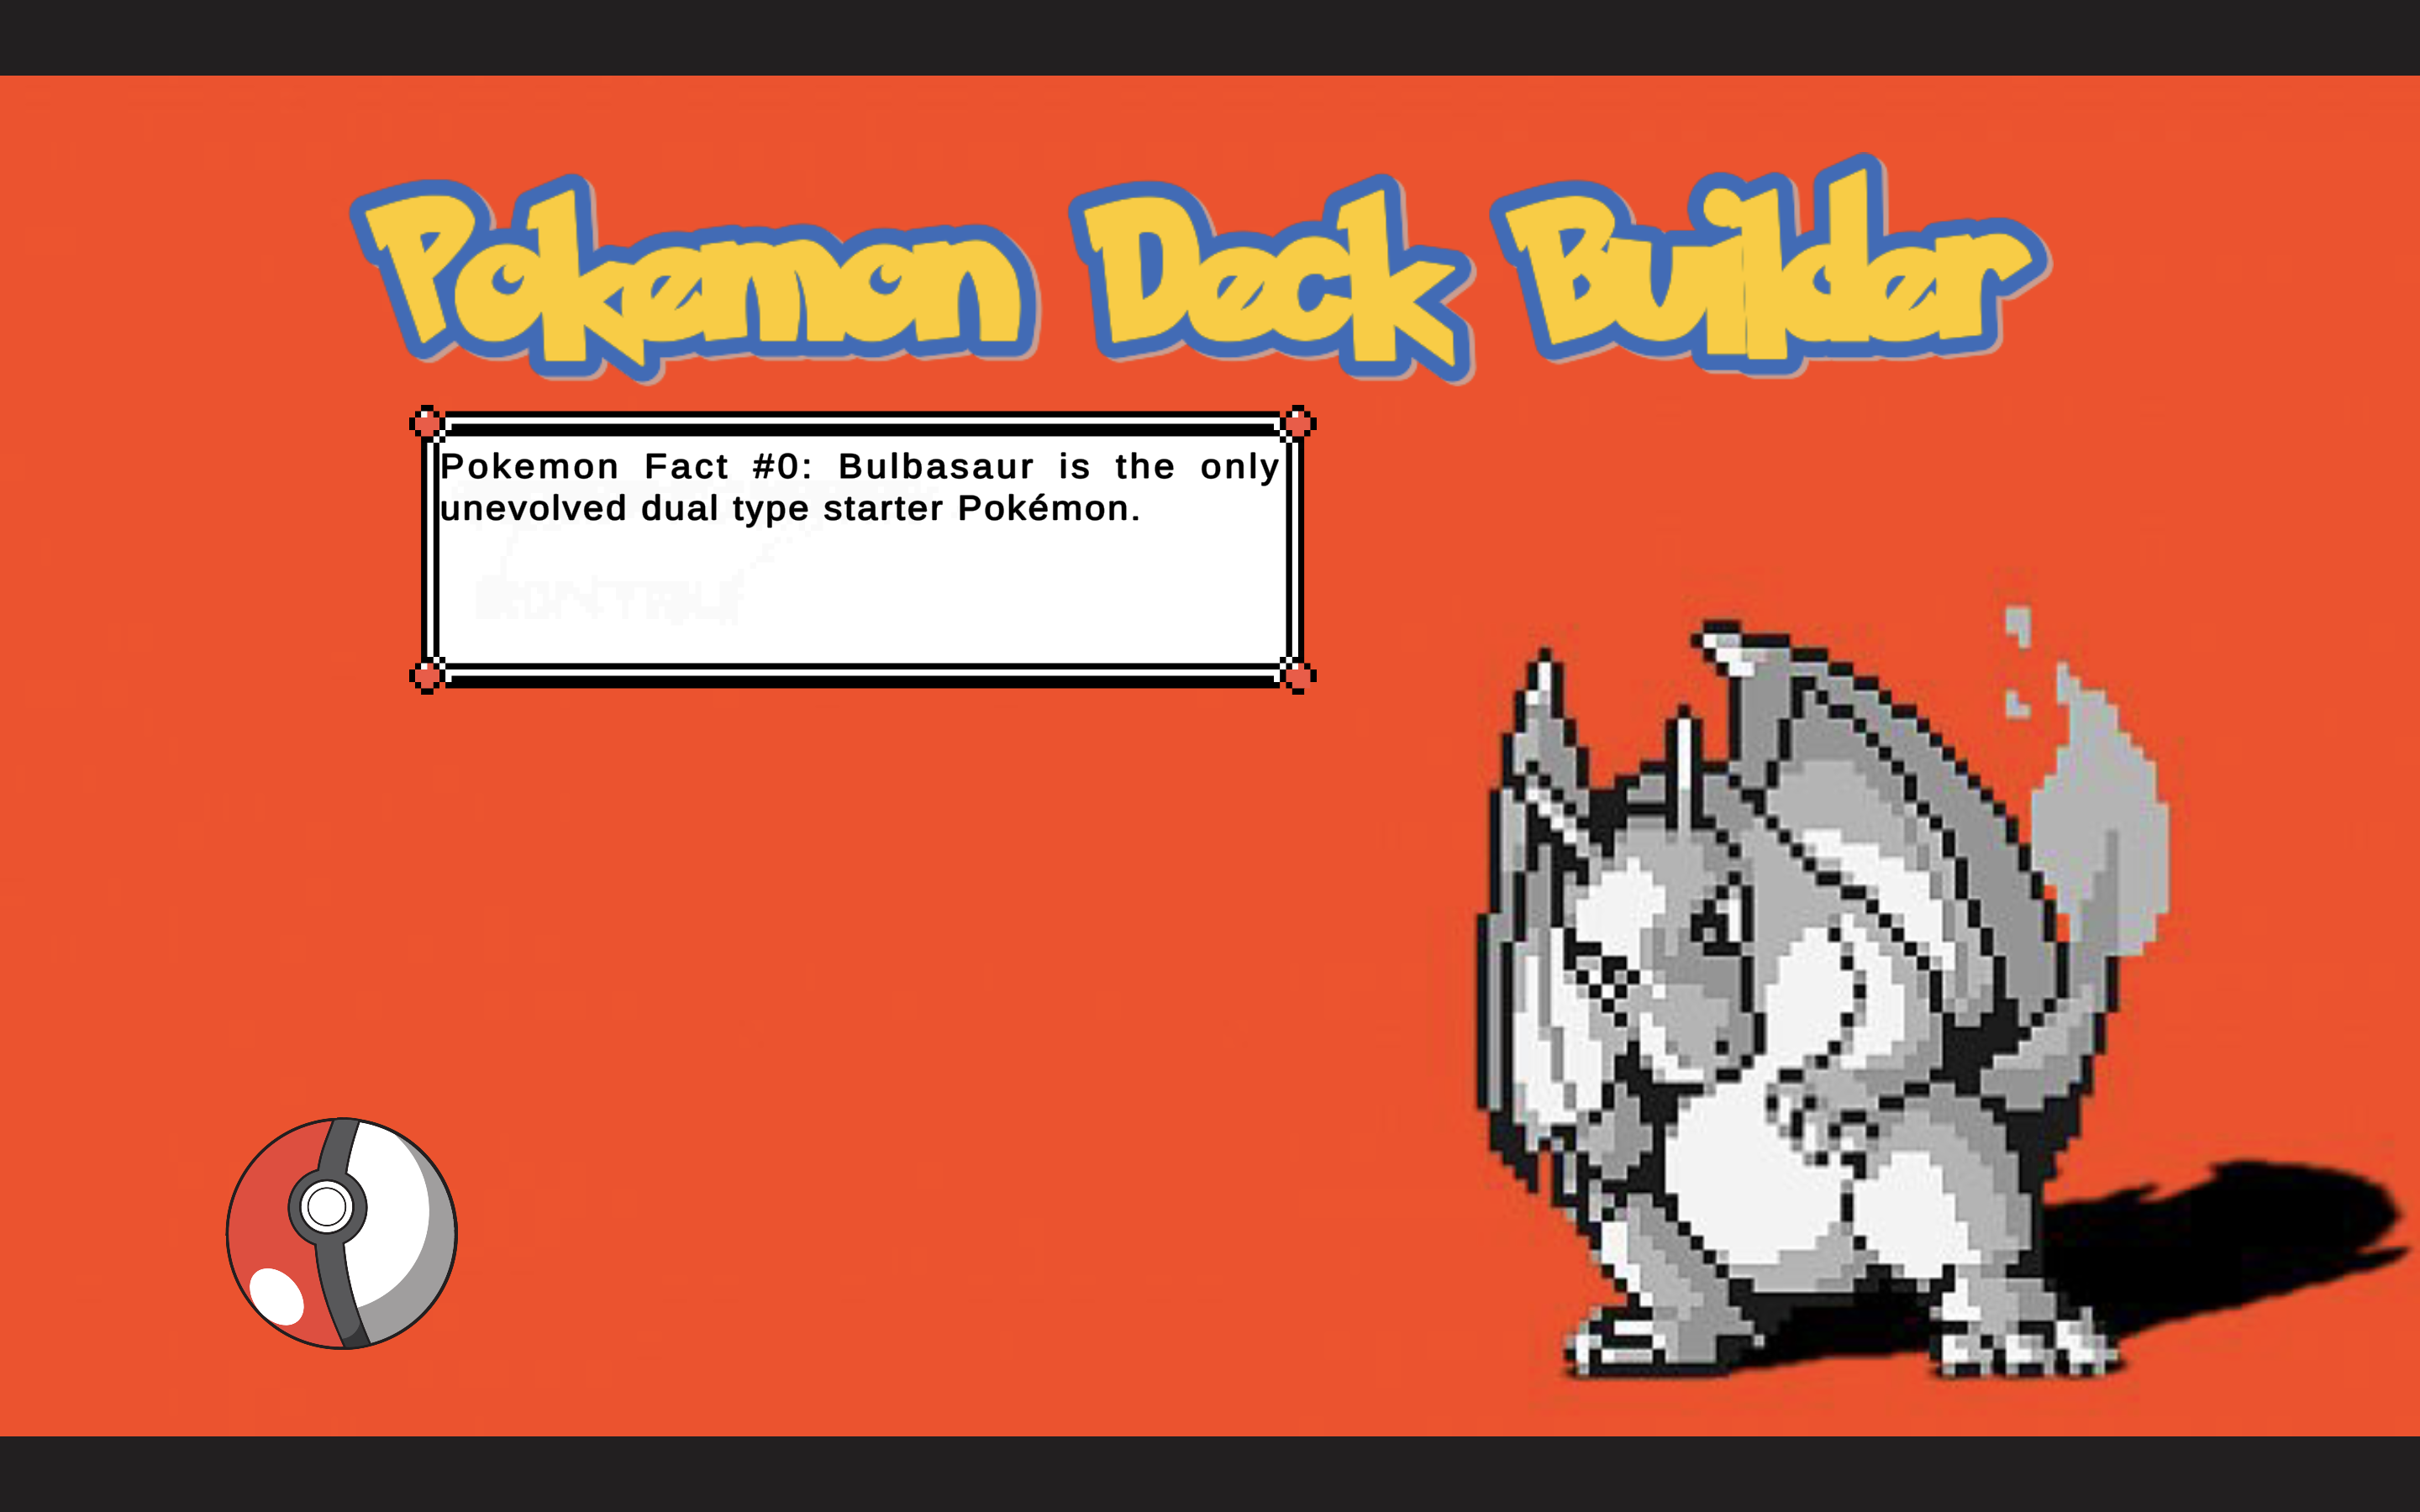 Pokemon Deck Builder
Pokemon Fact #0: Bulbasaur is the only
unevolved dual type starter Pokémon.